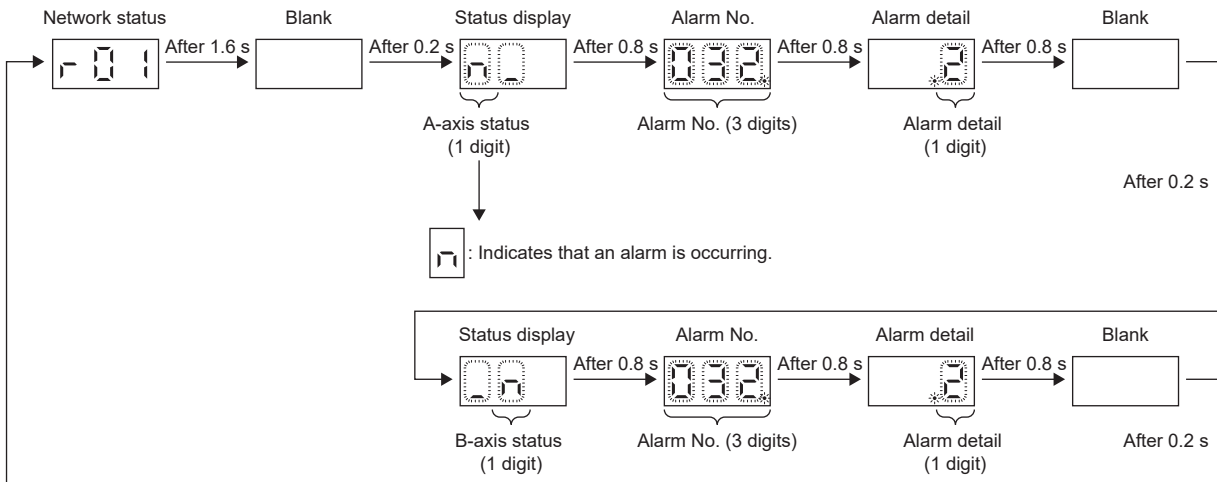 Network status
Blank
Status display
Alarm No.
Alarm detail
Blank
r01
After 1.6 s
After 0.2 s
n_
After 0.8 s
032.
After 0.8 s
.2
After 0.8 s
A-axis status
(1 digit)
Alarm No. (3 digits)
Alarm detail
(1 digit)
After 0.2 s
n : Indicates that an alarm is occurring.
Status display
Alarm No.
Alarm detail
Blank
_n
After 0.8 s
032.
After 0.8 s
.2
After 0.8 s
B-axis status
(1 digit)
Alarm No. (3 digits)
Alarm detail
(1 digit)
After 0.2 s